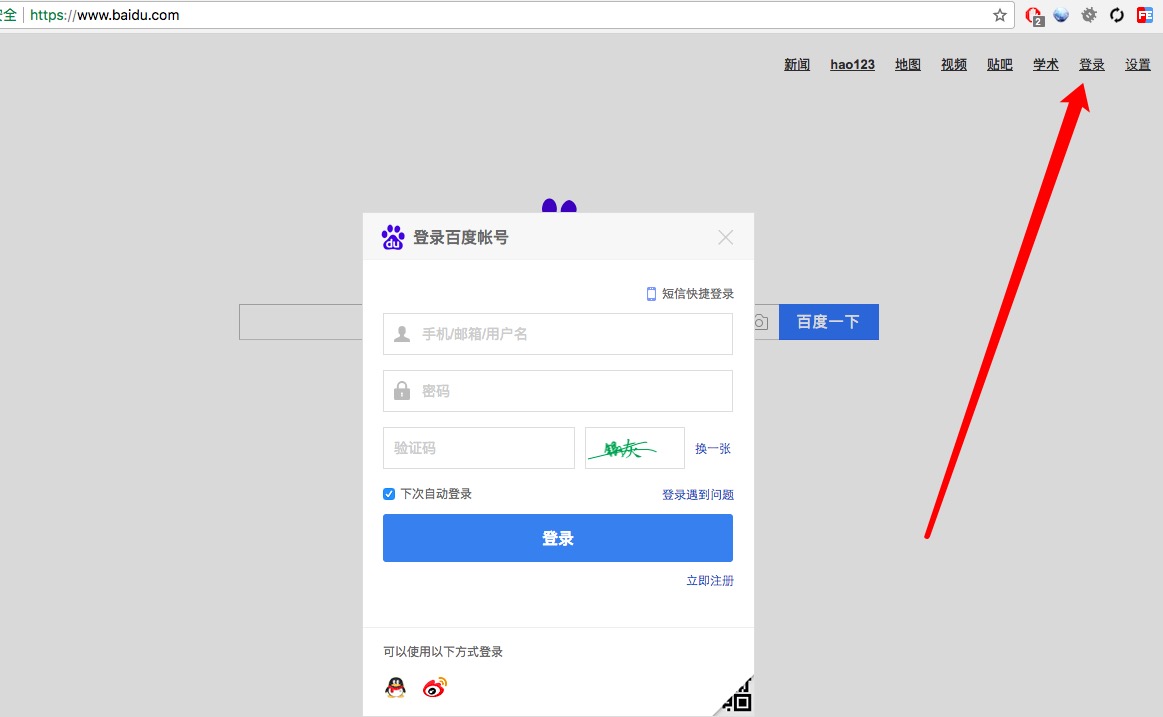 安全 https://www.baidu.com
2
FE
新闻 hao123 地图 视频 贴吧 学术 登录 设置
du 登录百度帐号
短信快捷登录
手机/邮箱/用户名
百度一下
密码
验证码 换一张
下次自动登录 登录遇到问题
登录
立即注册
可以使用以下方式登录